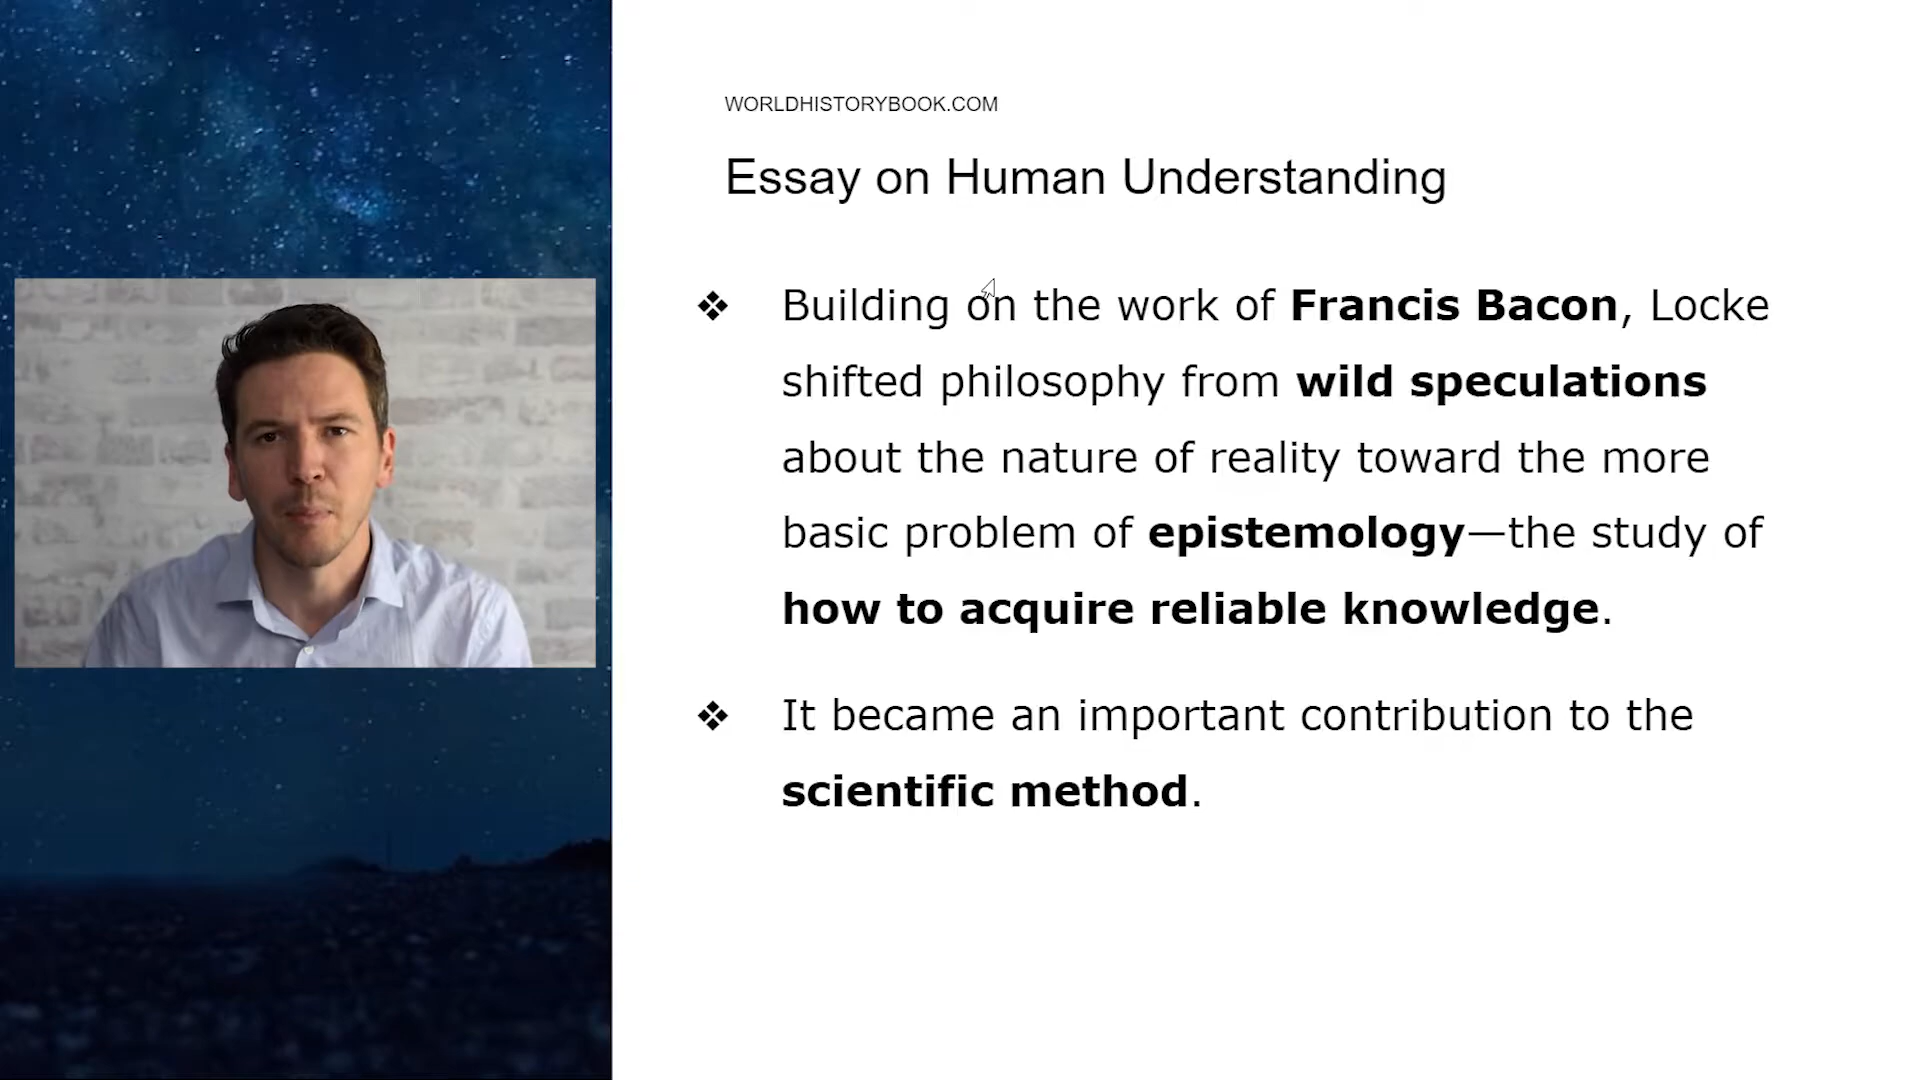 WORLDHISTORYBOOK.COM
Essay on Human Understanding
❖ Building on the work of Francis Bacon, Locke
shifted philosophy from wild speculations
about the nature of reality toward the more
basic problem of epistemology—the study of
how to acquire reliable knowledge.
❖ It became an important contribution to the
scientific method.